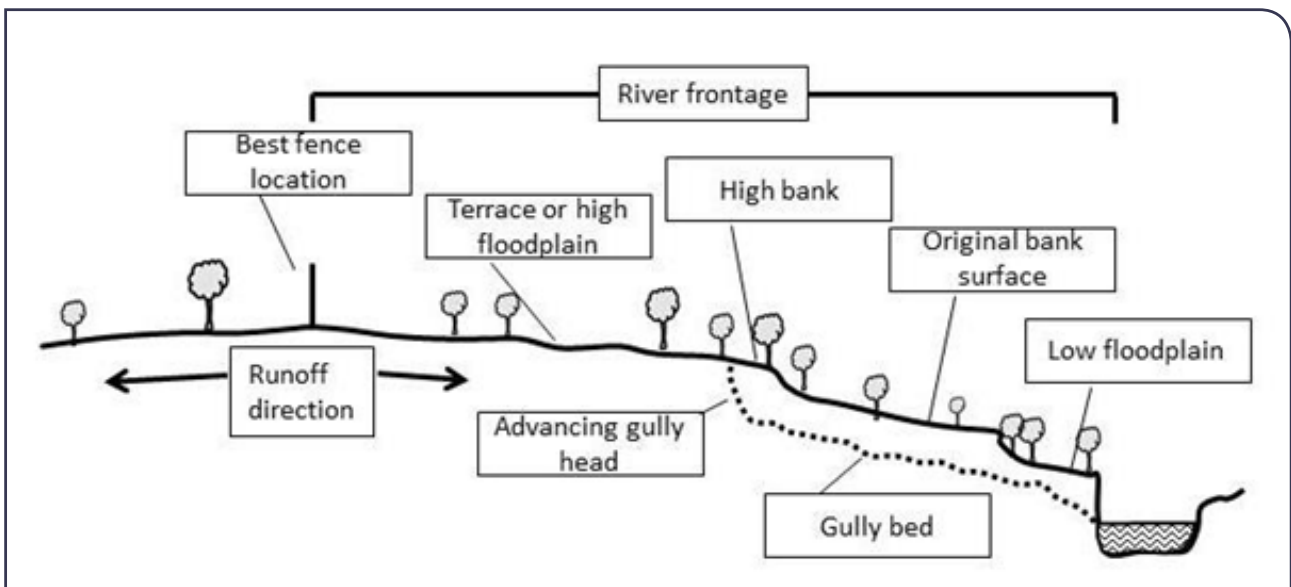 River frontage
Best fence
location
High bank
Terrace or high
floodplain
Original bank
surface
Low floodplain
Runoff
direction
Advancing gully
head
Gully bed